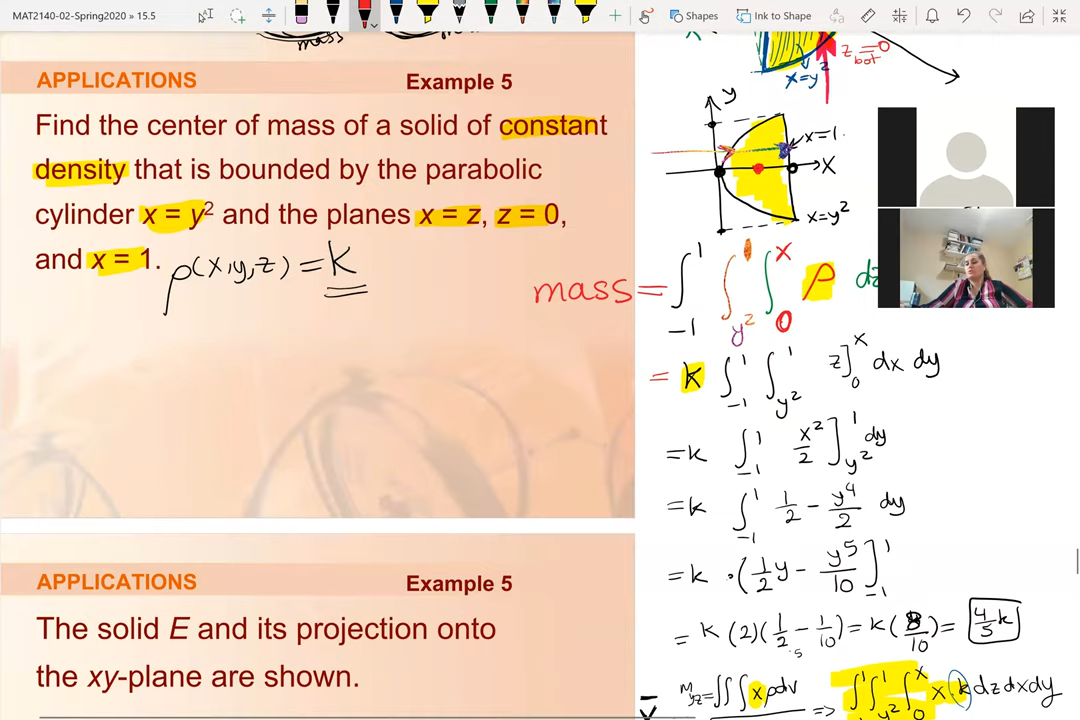 MAT2140-02-Spring2020 » 15.5
Shapes
Ink to Shape
mass
APPLICATIONS
Example 5
Find the center of mass of a solid of constant
density that is bounded by the parabolic
cylinder x = y² and the planes x = z, z = 0,
and x = 1.
ρ(x,y,z) = k
APPLICATIONS
Example 5
The solid E and its projection onto
the xy-plane are shown.
x=y²
z=0
bot
y
x=1
x
x=y²
mass = ∫₋₁¹ ∫_{y²}^{1} ∫₀ˣ ρ dz
= k ∫₋₁¹ ∫_{y²}^{1} z]₀ˣ dx dy
= k ∫₋₁¹ x²/2 ]_{y²}^{1} dy
= k ∫₋₁¹ 1/2 − y⁴/2 dy
= k · (1/2 y − y⁵/10 ]₋₁¹
= k (2)(1/2 − 1/10) = k(8/10) = 4/5 k
M_yz = ∫∫∫ xρdv ⇒ ∫₋₁¹ ∫_{y²}^{1} ∫₀ˣ x k dz dx dy
x̄